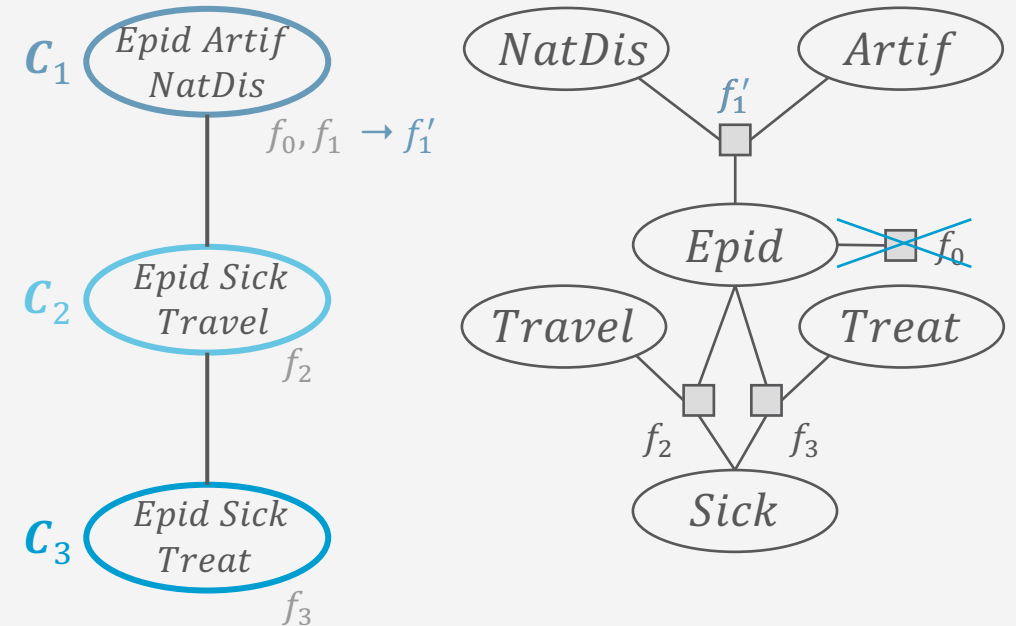 C₁
Epid Artif
NatDis
f₀, f₁ → f₁′
C₂
Epid Sick
Travel
f₂
C₃
Epid Sick
Treat
f₃
NatDis
Artif
f₁′
Epid
f₀
Travel
Treat
f₂
f₃
Sick